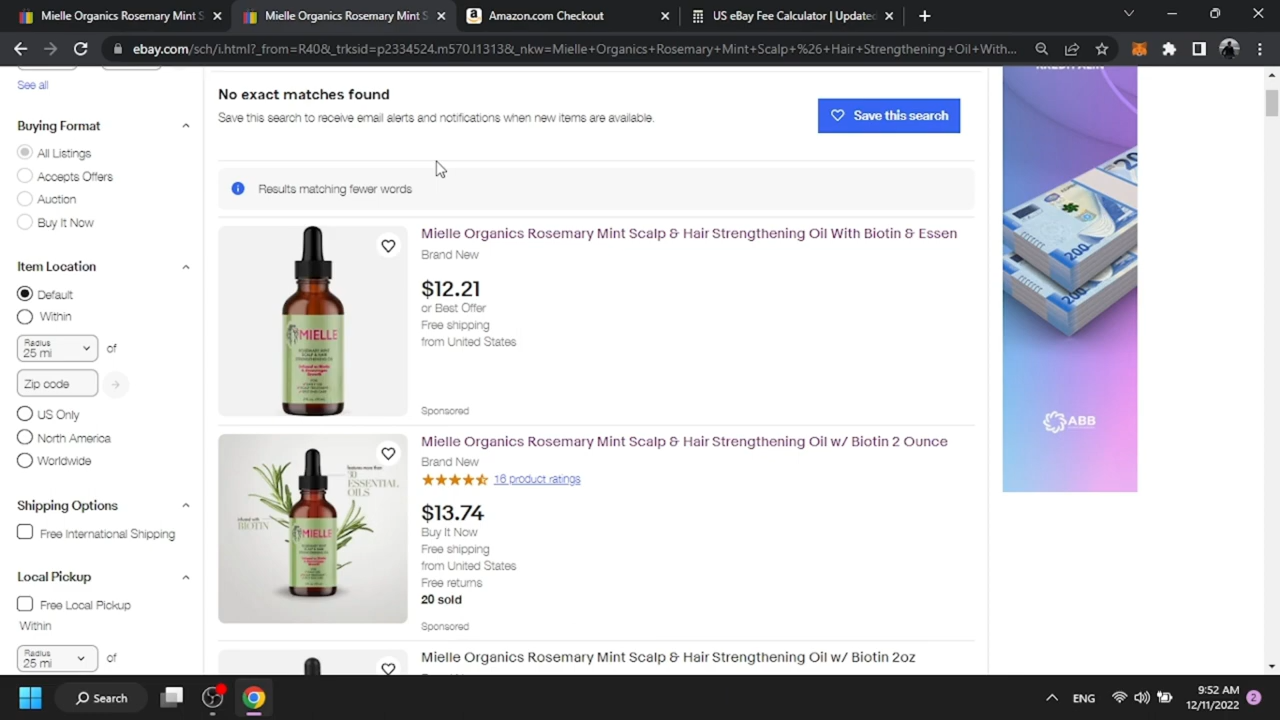 Mielle Organics Rosemary Mint S
Mielle Organics Rosemary Mint S
Amazon.com Checkout
US eBay Fee Calculator | Updated
ebay.com/sch/i.html?_from=R40&_trksid=p2334524.m570.l1313&_nkw=Mielle+Organics+Rosemary+Mint+Scalp+%26+Hair+Strengthening+Oil+With...
See all
Buying Format
All Listings
Accepts Offers
Auction
Buy It Now
Item Location
Default
Within
Radius
25 mi
of
Zip code
US Only
North America
Worldwide
Shipping Options
Free International Shipping
Local Pickup
Free Local Pickup
Within
Radius
25 mi
of
No exact matches found
Save this search to receive email alerts and notifications when new items are available.
Save this search
Results matching fewer words
MIELLE
Mielle Organics Rosemary Mint Scalp & Hair Strengthening Oil With Biotin & Essen
Brand New
$12.21
or Best Offer
Free shipping
from United States
Sponsored
ESSENTIAL
OILS
BIOTIN
MIELLE
Mielle Organics Rosemary Mint Scalp & Hair Strengthening Oil w/ Biotin 2 Ounce
Brand New
16 product ratings
$13.74
Buy It Now
Free shipping
from United States
Free returns
20 sold
Sponsored
Mielle Organics Rosemary Mint Scalp & Hair Strengthening Oil w/ Biotin 2oz
200
200
ABB
Search
ENG
9:52 AM
12/11/2022
2